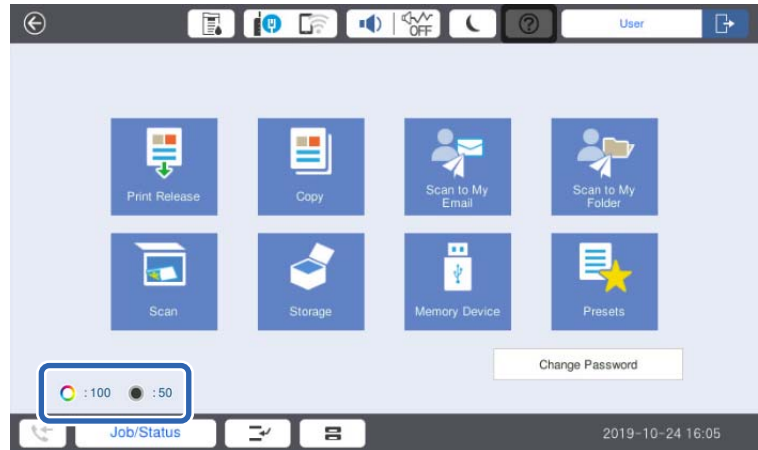 OFF
User
Print Release
Copy
Scan to My
Email
Scan to My
Folder
Scan
Storage
Memory Device
Presets
Change Password
: 100 : 50
Job/Status
2019-10-24 16:05